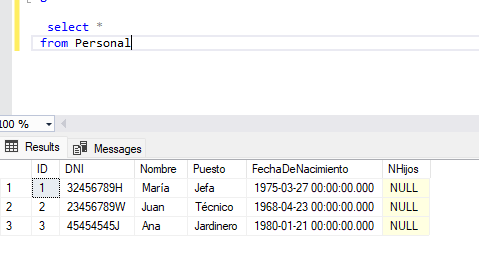 select *
from Personal
100 %
Results Messages
ID DNI Nombre Puesto FechaDeNacimiento NHijos
1 1 32456789H María Jefa 1975-03-27 00:00:00.000 NULL
2 2 23456789W Juan Técnico 1968-04-23 00:00:00.000 NULL
3 3 45454545J Ana Jardinero 1980-01-21 00:00:00.000 NULL